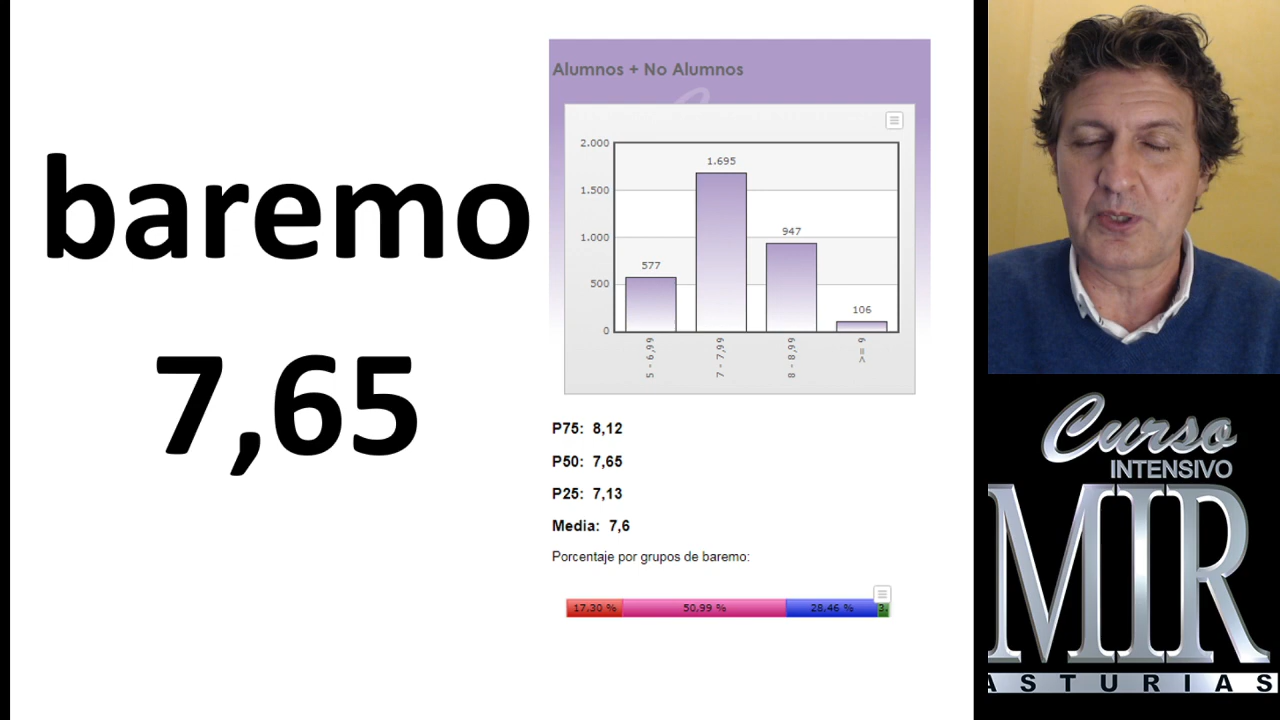 baremo
7,65
Alumnos + No Alumnos
2.000
1.500
1.000
500
0
577
1.695
947
106
5 - 6,99
7 - 7,99
8 - 8,99
>= 9
P75: 8,12
P50: 7,65
P25: 7,13
Media: 7,6
Porcentaje por grupos de baremo:
17,30 % 50,99 % 28,46 % 3.
Curso
INTENSIVO
MIR
ASTURIAS